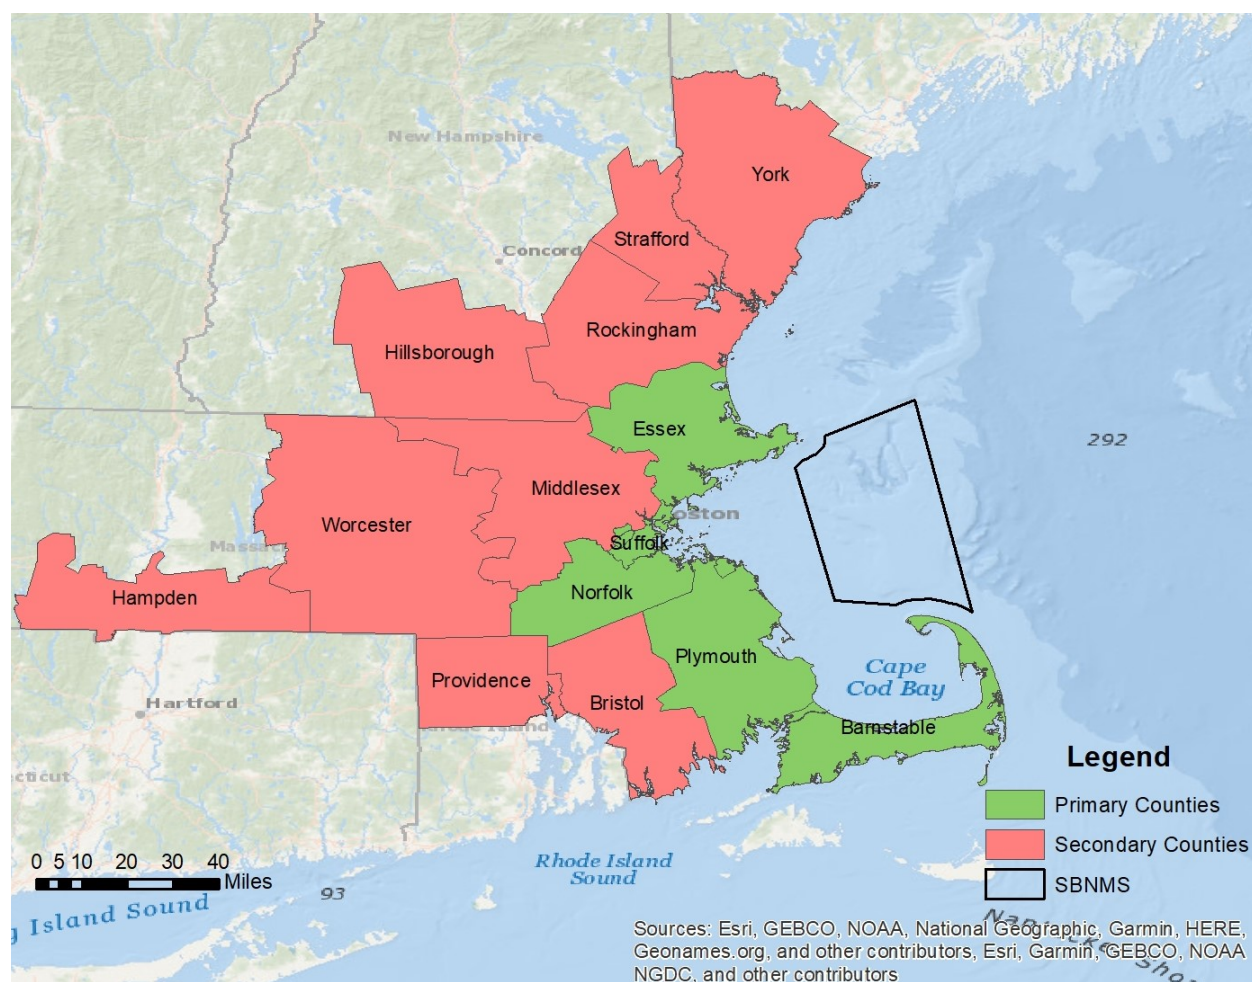 New Hampshire
York
Strafford
Concord
Rockingham
Hillsborough
Essex
292
Middlesex
oston
Worcester
Suffolk
Massac
Norfolk
Hampden
Plymouth
Cape
Cod Bay
Providence
Bristol
Hartford
Barnstable
Legend
Primary Counties
Secondary Counties
SBNMS
cticut
0 5 10 20 30 40
Miles
Rhode Island
Sound
93
g Island Sound
Sources: Esri, GEBCO, NOAA, National Geographic, Garmin, HERE,
Geonames.org, and other contributors, Esri, Garmin, GEBCO, NOAA
NGDC, and other contributors